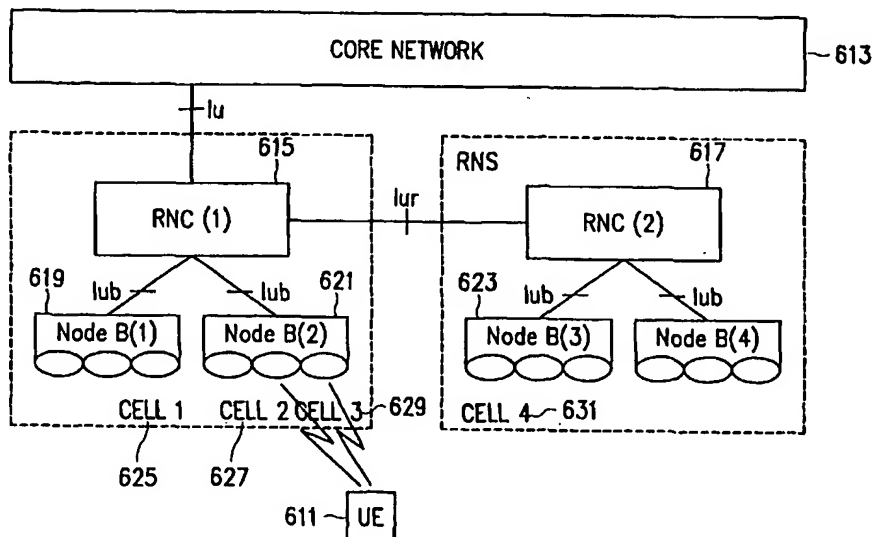 CORE NETWORK
613
Iu
615
617
RNS
RNC (1)
Iur
RNC (2)
619
Iub
Iub
621
623
Iub
Iub
Node B(1)
Node B(2)
Node B(3)
Node B(4)
CELL 1
CELL 2
CELL 3
629
CELL 4
631
625
627
611
UE